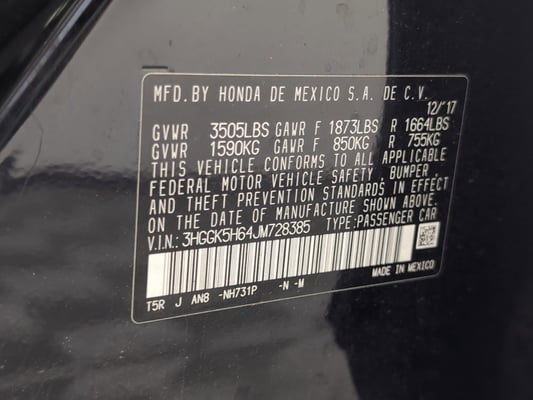 MFD.BY HONDA DE MEXICO S.A. DE C.V.
12/'17
GVWR 3505LBS GAWR F 1873LBS R 1664LBS
GVWR 1590KG GAWR F 850KG R 755KG
THIS VEHICLE CONFORMS TO ALL APPLICABLE
FEDERAL MOTOR VEHICLE SAFETY, BUMPER,
AND THEFT PREVENTION STANDARDS IN EFFECT
ON THE DATE OF MANUFACTURE SHOWN ABOVE.
V.I.N.: 3HGGK5H64JM728385 TYPE:PASSENGER CAR
MADE IN MEXICO
T5R J AN8 -NH731P -N -M